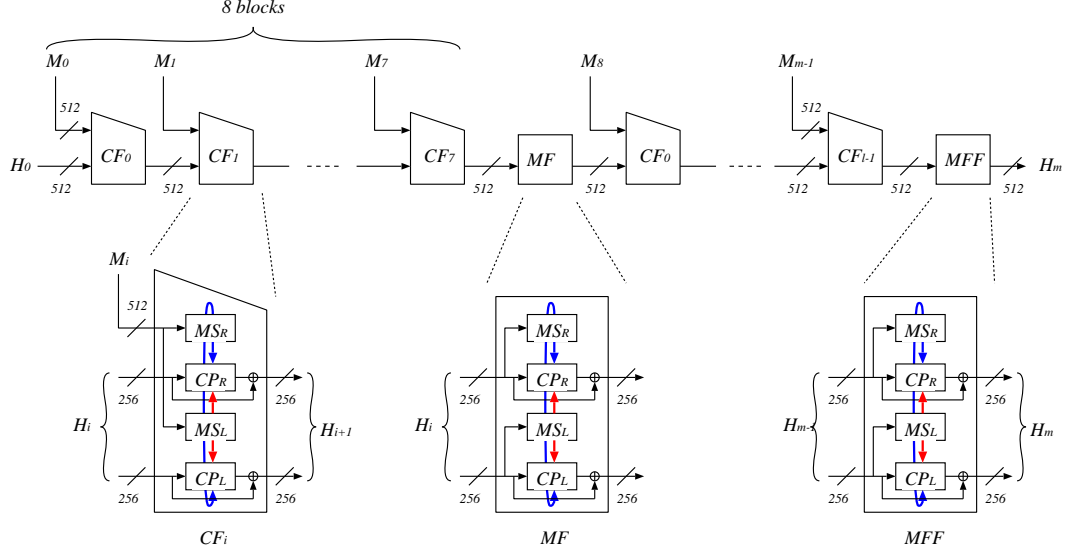 8 blocks
M0 M1 M7 M8 Mm-1
512 512
H0 CF0 CF1 CF7 MF CF0 CFl-1 MFF Hm
512 512 512 512 512 512 512
Mi
512
MSR MSR MSR
CPR CPR CPR
256 256 256 256 256 256
Hi MSL Hi+1 Hi MSL Hm-1 MSL Hm
CPL CPL CPL
256 256 256 256 256 256
CFi MF MFF